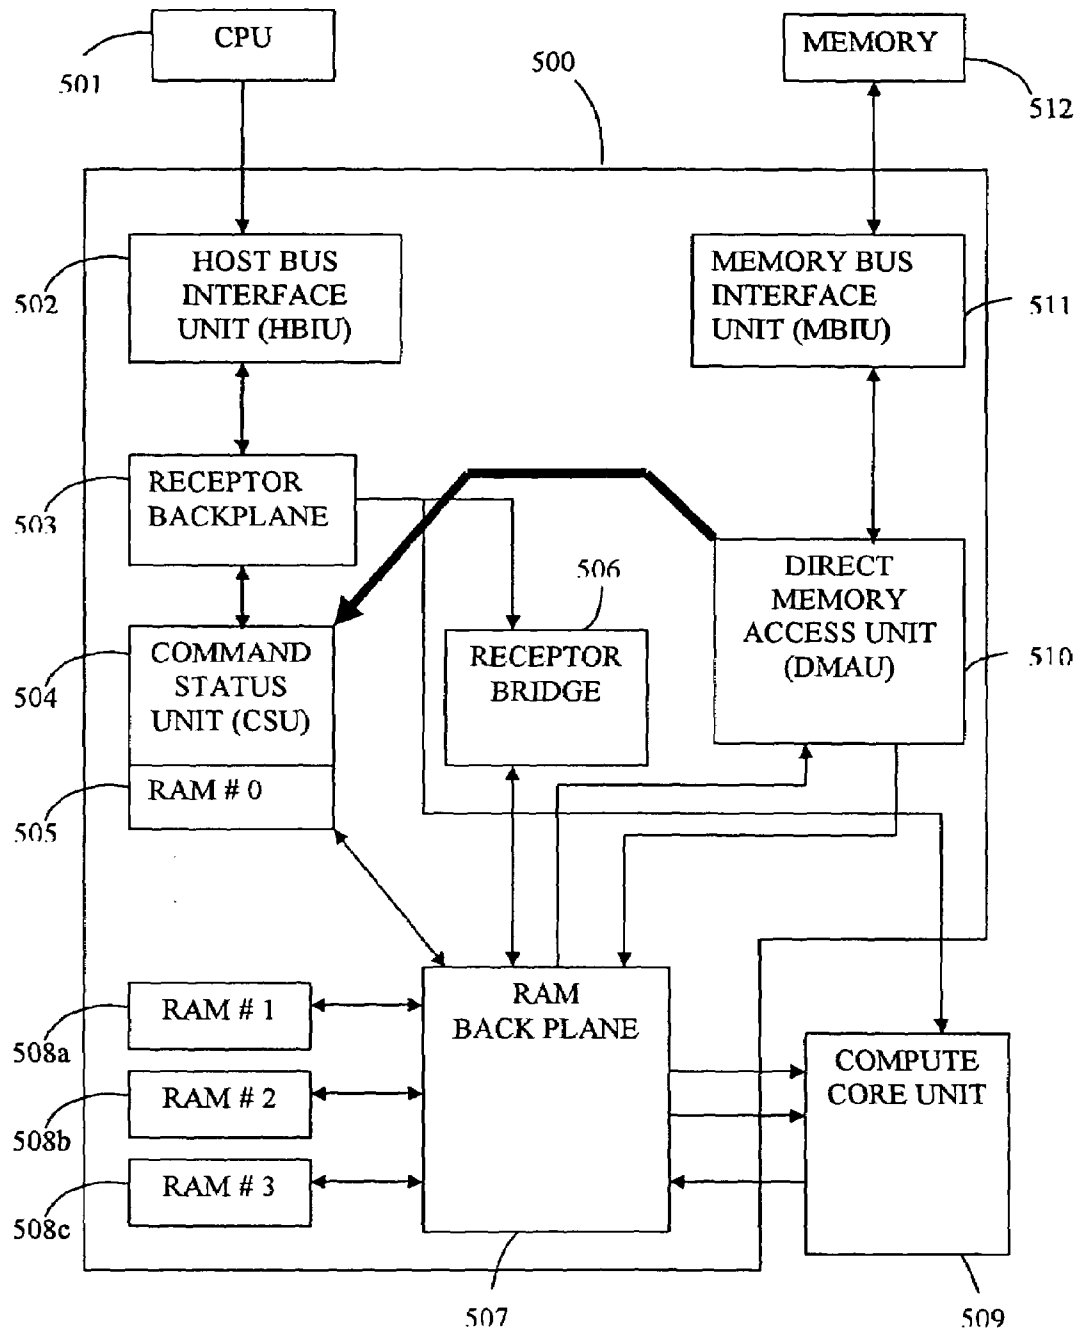 CPU
MEMORY
501
500
512
HOST BUS
INTERFACE
UNIT (HBIU)
502
MEMORY BUS
INTERFACE
UNIT (MBIU)
511
RECEPTOR
BACKPLANE
503
506
DIRECT
MEMORY
ACCESS UNIT
(DMAU)
510
COMMAND
STATUS
UNIT (CSU)
504
RECEPTOR
BRIDGE
RAM # 0
505
RAM # 1
508a
RAM # 2
508b
RAM # 3
508c
RAM
BACK PLANE
COMPUTE
CORE UNIT
507
509